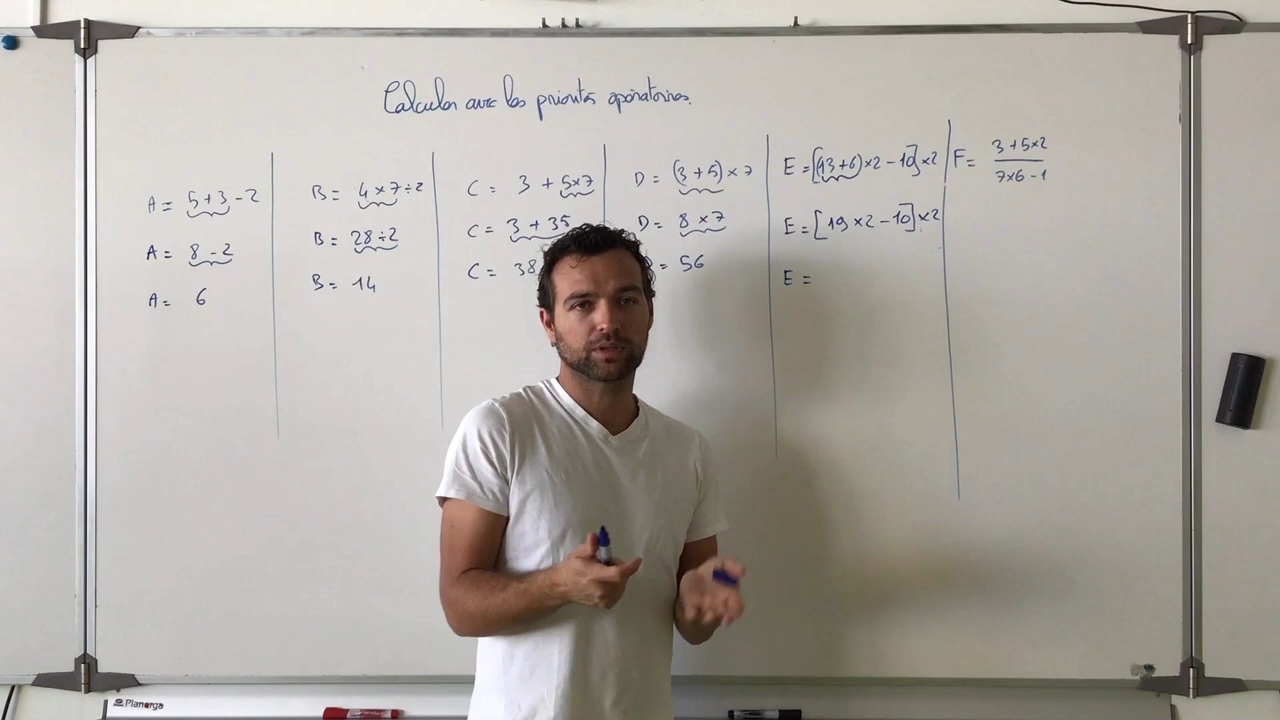 Calculer avec les priorités opératoires.
A = 5 + 3 - 2
A = 8 - 2
A = 6
B = 4 × 7 ÷ 2
B = 28 ÷ 2
B = 14
C = 3 + 5×7
C = 3 + 35
C = 38
D = (3 + 5) × 7
D = 8 × 7
= 56
E = [(13+6)×2 - 10]×2
E = [19 ×2 - 10]×2
E =
F = 3 + 5×2
7×6 - 1
Planorga